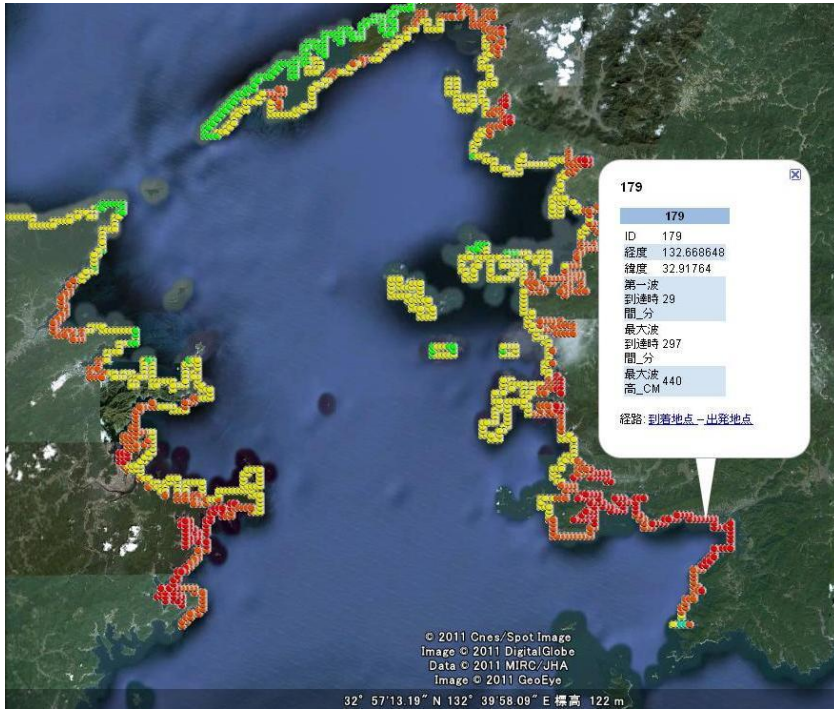 179
179
ID 179
経度 132.668648
緯度 32.91764
第一波
到達時 29
間_分
最大波
到達時 297
間_分
最大波
高_CM 440
経路: 到着地点 – 出発地点
© 2011 Cnes/Spot Image
Image © 2011 DigitalGlobe
Data © 2011 MIRC/JHA
Image © 2011 GeoEye
32° 57'13.19" N 132° 39'58.09" E 標高 122 m